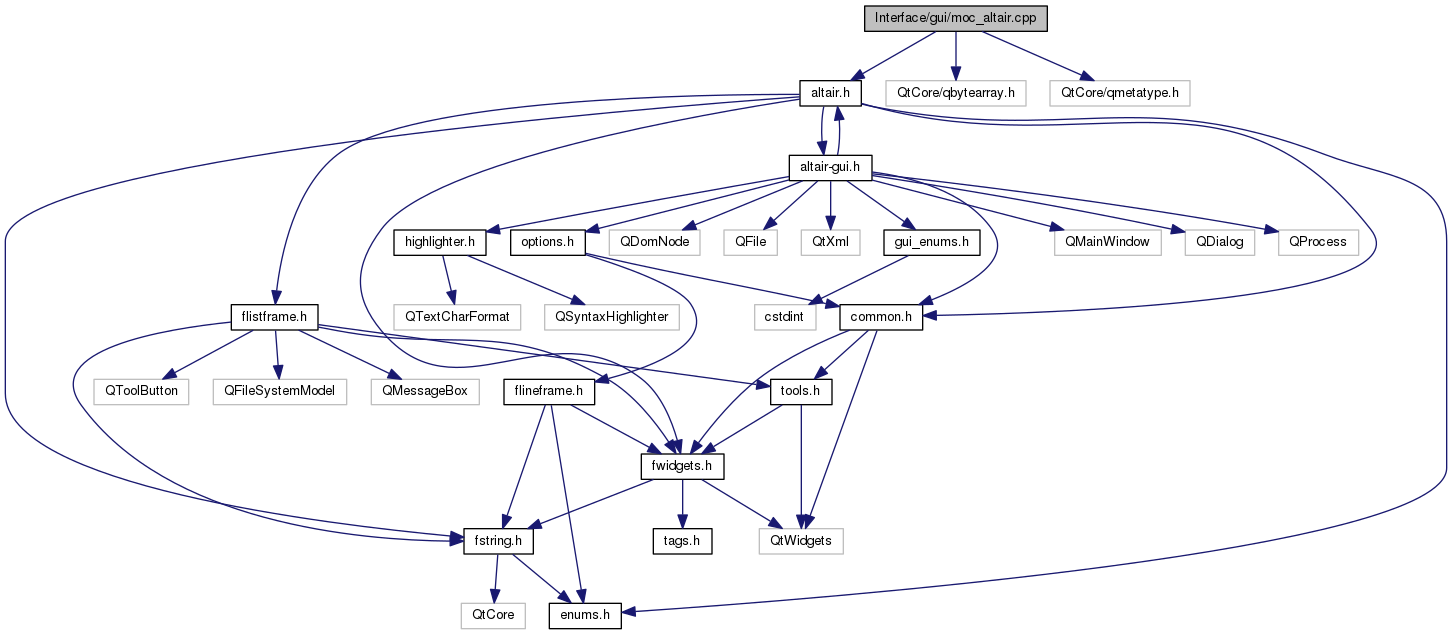 Interface/gui/moc_altair.cpp
altair.h
QtCore/qbytearray.h
QtCore/qmetatype.h
altair-gui.h
highlighter.h
options.h
QDomNode
QFile
QtXml
gui_enums.h
QMainWindow
QDialog
QProcess
flistframe.h
QTextCharFormat
QSyntaxHighlighter
cstdint
common.h
QToolButton
QFileSystemModel
QMessageBox
flineframe.h
tools.h
fwidgets.h
fstring.h
tags.h
QtWidgets
QtCore
enums.h